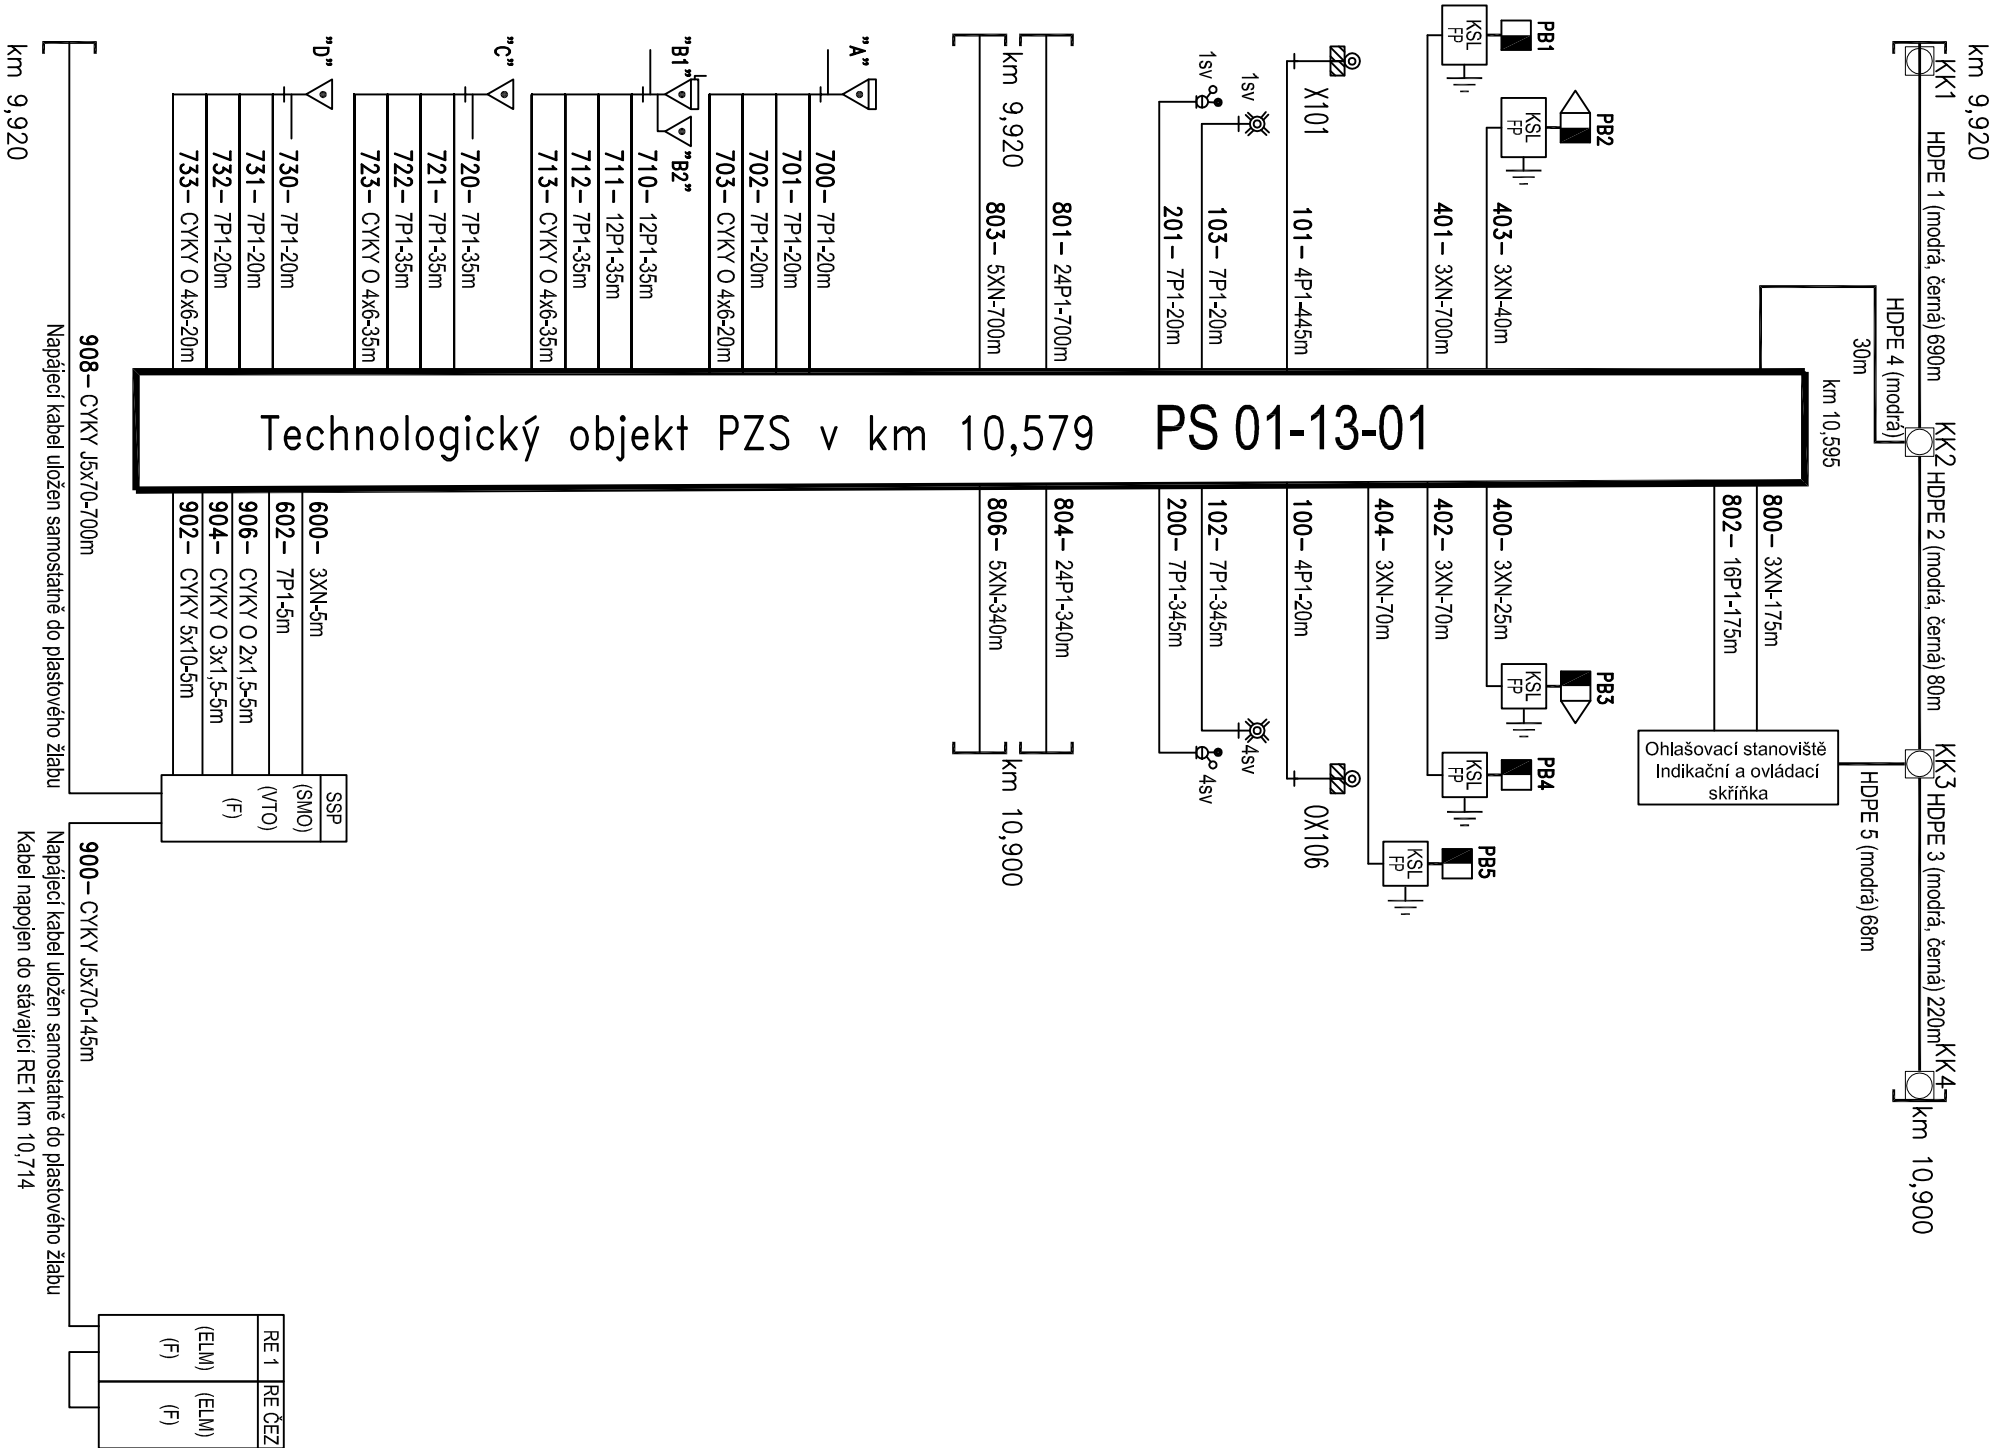 km 9,920
KK1
HDPE 1 (modrá, černá) 690m
KK2
HDPE 2 (modrá, černá) 80m
KK3
HDPE 3 (modrá, černá) 220m
KK4
km 10,900
HDPE 4 (modrá)
30m
km 10,595
HDPE 5 (modrá) 68m
Ohlašovací stanoviště
Indikační a ovládací
skříňka
800- 3XN-175m
802- 16P1-175m
PB1
KSL
FP
PB2
KSL
FP
PB3
KSL
FP
PB4
KSL
FP
PB5
KSL
FP
403- 3XN-40m
401- 3XN-700m
400- 3XN-25m
402- 3XN-70m
404- 3XN-70m
X101
101- 4P1-445m
100- 4P1-20m
OX106
1sv
1sv
103- 7P1-20m
201- 7P1-20m
102- 7P1-345m
200- 7P1-345m
4sv
4sv
km 9,920
801- 24P1-700m
803- 5XN-700m
804- 24P1-340m
806- 5XN-340m
km 10,900
Technologický objekt PZS v km 10,579 PS 01-13-01
"A"
700- 7P1-20m
701- 7P1-20m
702- 7P1-20m
703- CYKY O 4x6-20m
"B1"
"B2"
710- 12P1-35m
711- 12P1-35m
712- 7P1-35m
713- CYKY O 4x6-35m
"C"
720- 7P1-35m
721- 7P1-35m
722- 7P1-35m
723- CYKY O 4x6-35m
"D"
730- 7P1-20m
731- 7P1-20m
732- 7P1-20m
733- CYKY O 4x6-20m
600- 3XN-5m
602- 7P1-5m
906- CYKY O 2x1,5-5m
904- CYKY O 3x1,5-5m
902- CYKY 5x10-5m
SSP
(SMO)
(VTO)
(F)
km 9,920
908- CYKY J5x70-700m
Napájecí kabel uložen samostatně do plastového žlabu
900- CYKY J5x70-145m
Napájecí kabel uložen samostatně do plastového žlabu
Kabel napojen do stávající RE1 km 10,714
RE 1
(ELM)
(F)
RE ČEZ
(ELM)
(F)